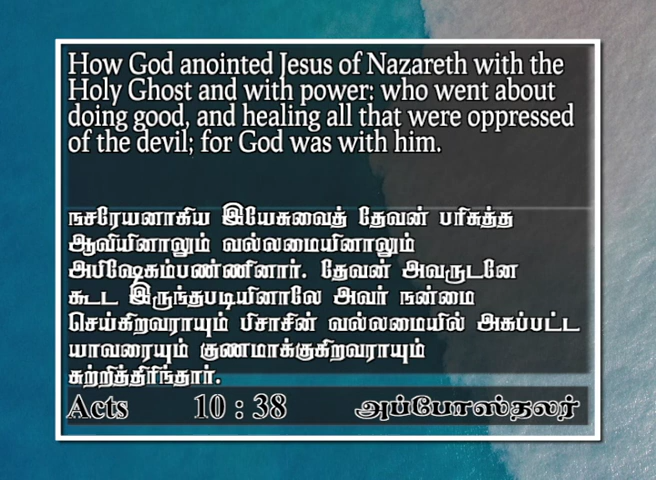 How God anointed Jesus of Nazareth with the
Holy Ghost and with power: who went about
doing good, and healing all that were oppressed
of the devil; for God was with him.
நசரேயனாகிய இயேசுவைத் தேவன் பரிசுத்த
ஆவியினாலும் வல்லமையினாலும்
அபிஷேகம்பண்ணினார். தேவன் அவருடனே
கூட இருந்தபடியினாலே அவர் நன்மை
செய்கிறவராயும் பிசாசின் வல்லமையில் அகப்பட்ட
யாவரையும் குணமாக்குகிறவராயும்
சுற்றித்திரிந்தார்.
Acts 10 : 38 அப்போஸ்தலர்